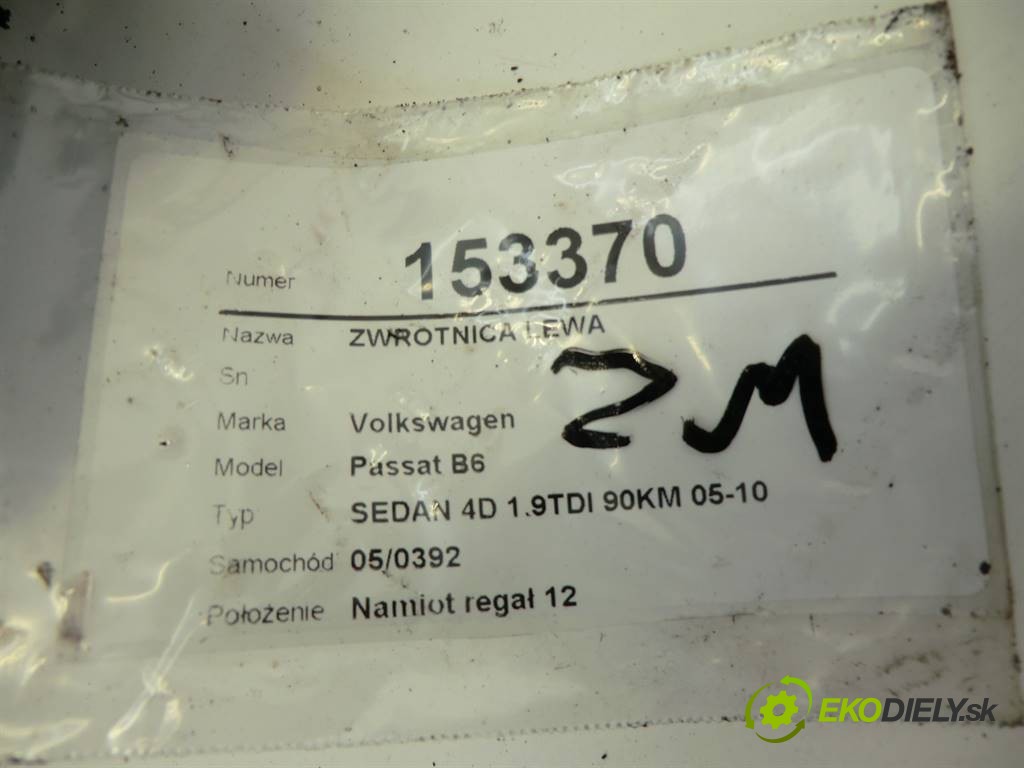 Numer 153370
Nazwa ZWROTNICA LEWA
Sn
Marka Volkswagen
Model Passat B6
Typ SEDAN 4D 1.9TDI 90KM 05-10
Samochód 05/0392
Położenie Namiot regał 12
ZM
EKODIELY.sk